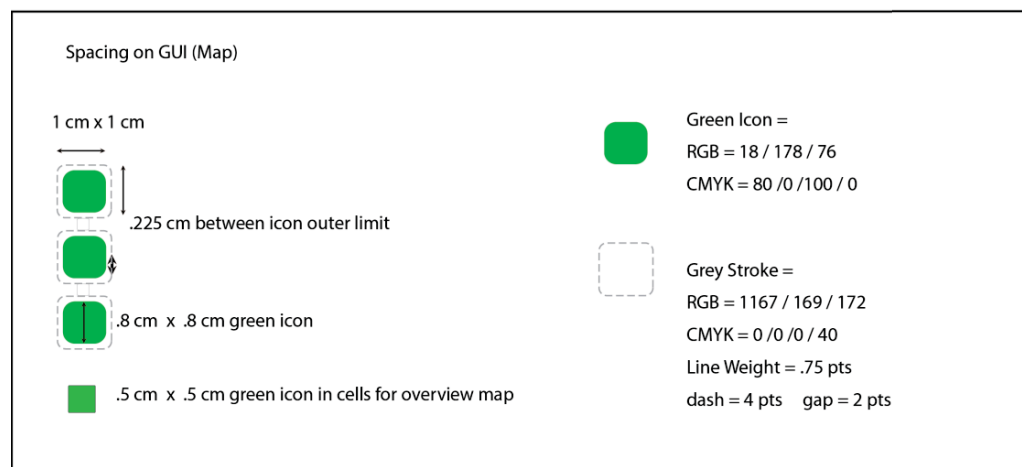 Spacing on GUI (Map)
1 cm x 1 cm
.225 cm between icon outer limit
.8 cm x .8 cm green icon
.5 cm x .5 cm green icon in cells for overview map
Green Icon =
RGB = 18 / 178 / 76
CMYK = 80 /0 /100 / 0
Grey Stroke =
RGB = 1167 / 169 / 172
CMYK = 0 /0 /0 / 40
Line Weight = .75 pts
dash = 4 pts gap = 2 pts